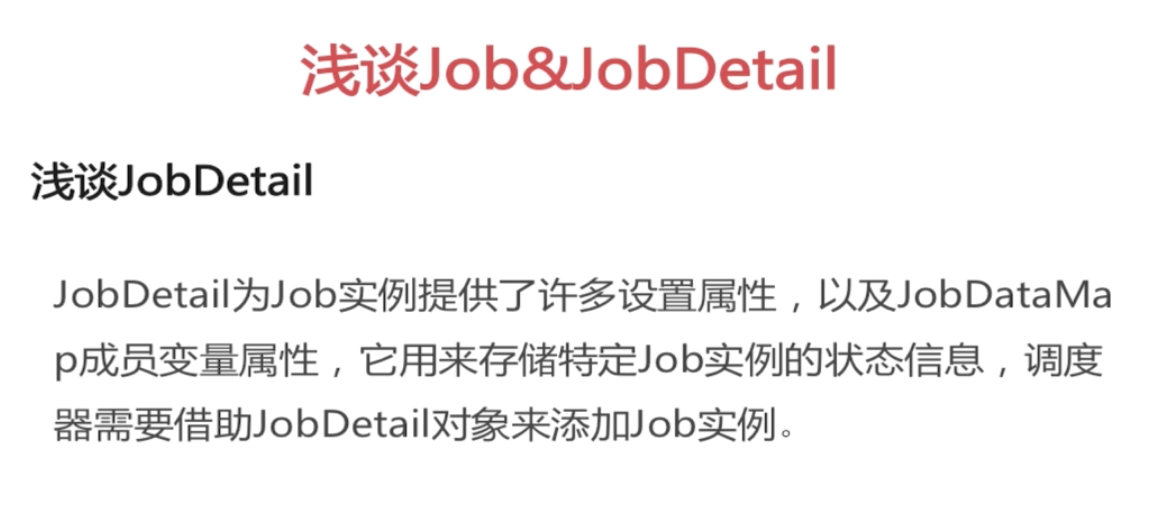 浅谈Job&JobDetail
浅谈JobDetail
JobDetail为Job实例提供了许多设置属性，以及JobDataMa
p成员变量属性，它用来存储特定Job实例的状态信息，调度
器需要借助JobDetail对象来添加Job实例。